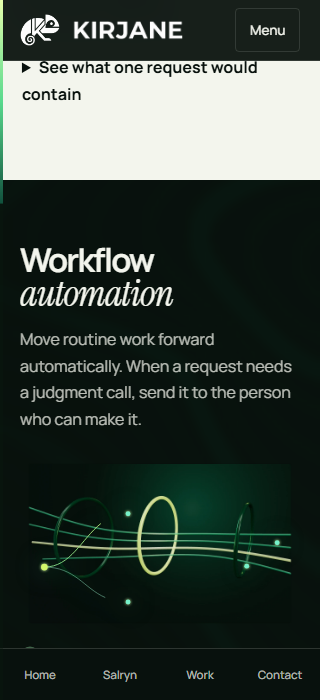 KIRJANE
Menu
▶ See what one request would
contain
Workflow
automation
Move routine work forward
automatically. When a request needs
a judgment call, send it to the person
who can make it.
Home
Salryn
Work
Contact